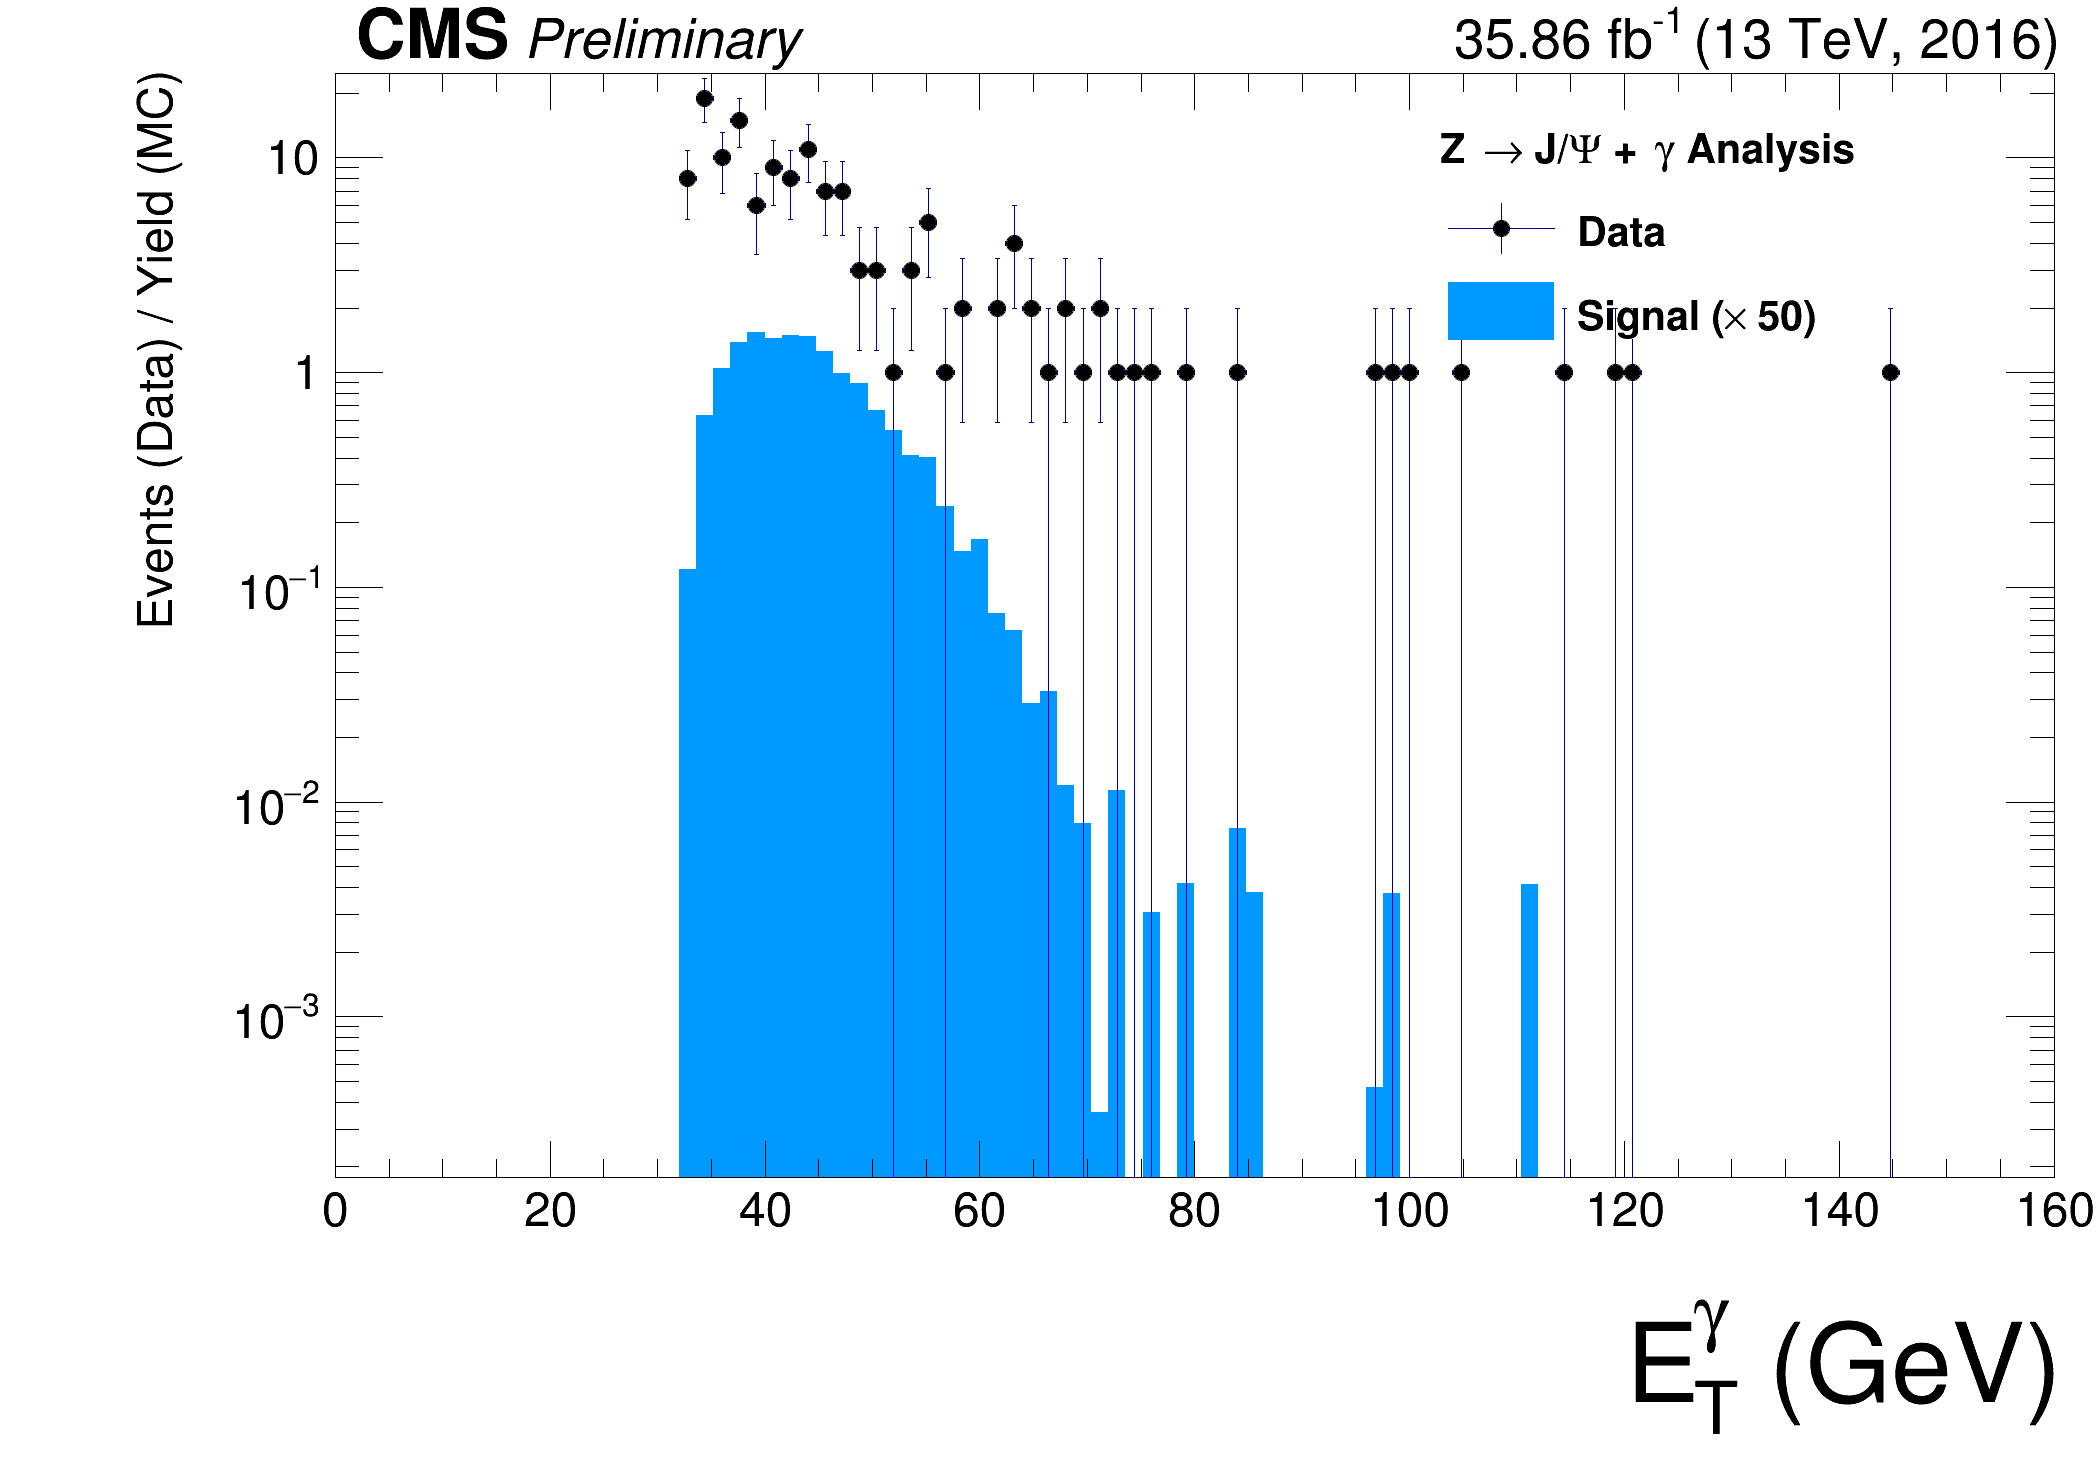 CMS Preliminary
35.86 fb⁻¹ (13 TeV, 2016)
Events (Data) / Yield (MC)
Z → J/Ψ + γ Analysis
Data
Signal (× 50)
10
1
10⁻¹
10⁻²
10⁻³
0 20 40 60 80 100 120 140 160
E_T^γ (GeV)